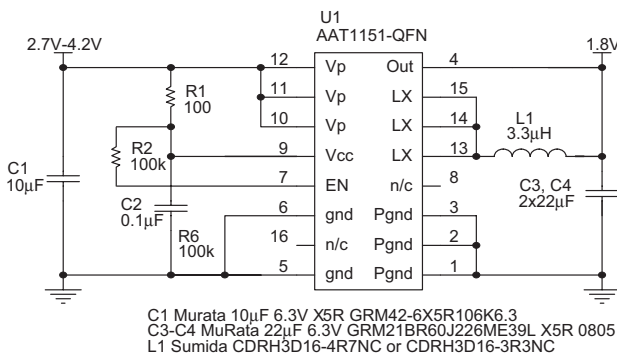 U1
AAT1151-QFN
2.7V-4.2V
1.8V
12
Vp
Out
4
R1
100
11
Vp
LX
15
10
Vp
LX
14
L1
3.3µH
R2
100k
9
Vcc
LX
13
C1
10µF
7
EN
n/c
8
C2
0.1µF
6
gnd
Pgnd
3
C3, C4
2x22µF
R6
100k
16
n/c
Pgnd
2
5
gnd
Pgnd
1
C1 Murata 10µF 6.3V X5R GRM42-6X5R106K6.3
C3-C4 MuRata 22µF 6.3V GRM21BR60J226ME39L X5R 0805
L1 Sumida CDRH3D16-4R7NC or CDRH3D16-3R3NC